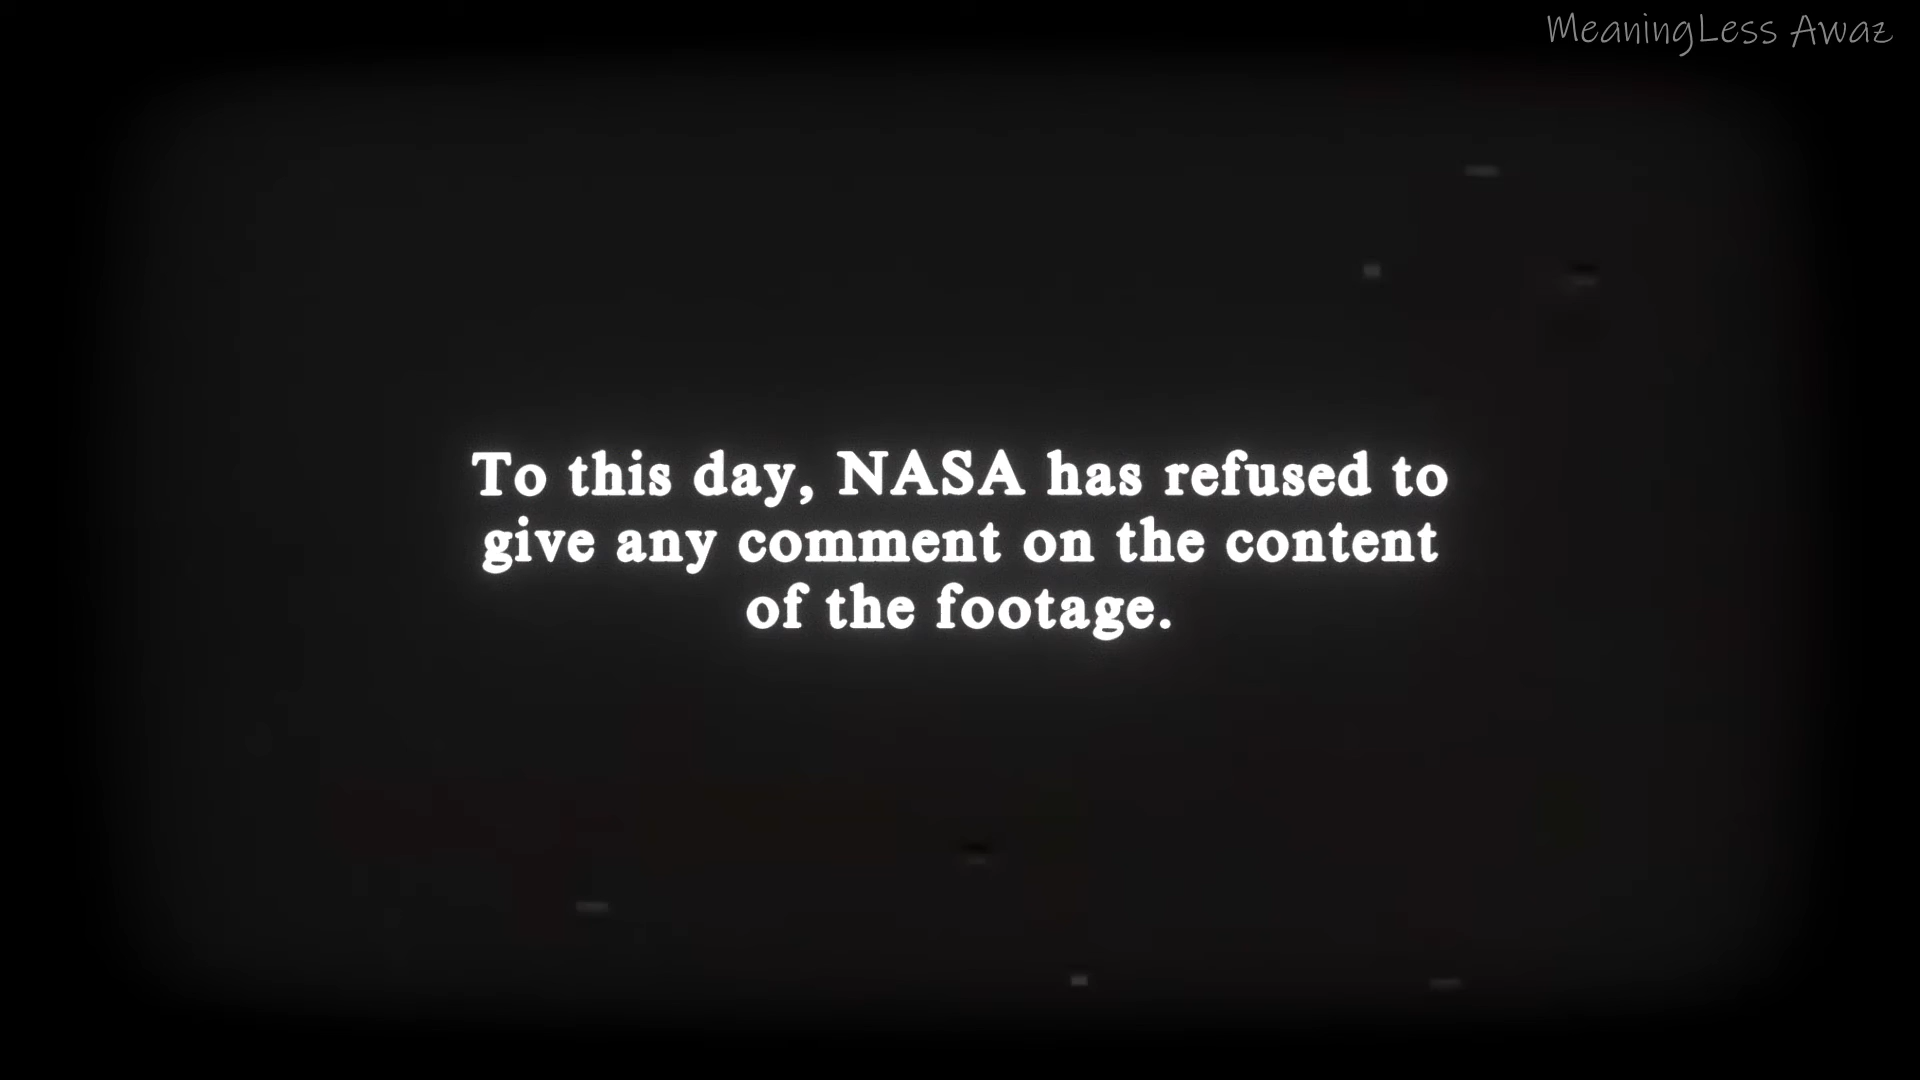 MeaningLess Awaz
To this day, NASA has refused to
give any comment on the content
of the footage.